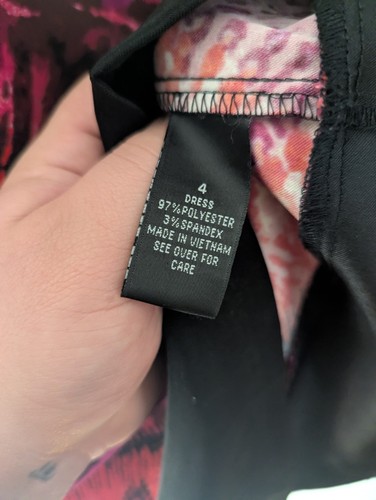 4
DRESS
97%POLYESTER
3%SPANDEX
MADE IN VIETNAM
SEE OVER FOR
CARE